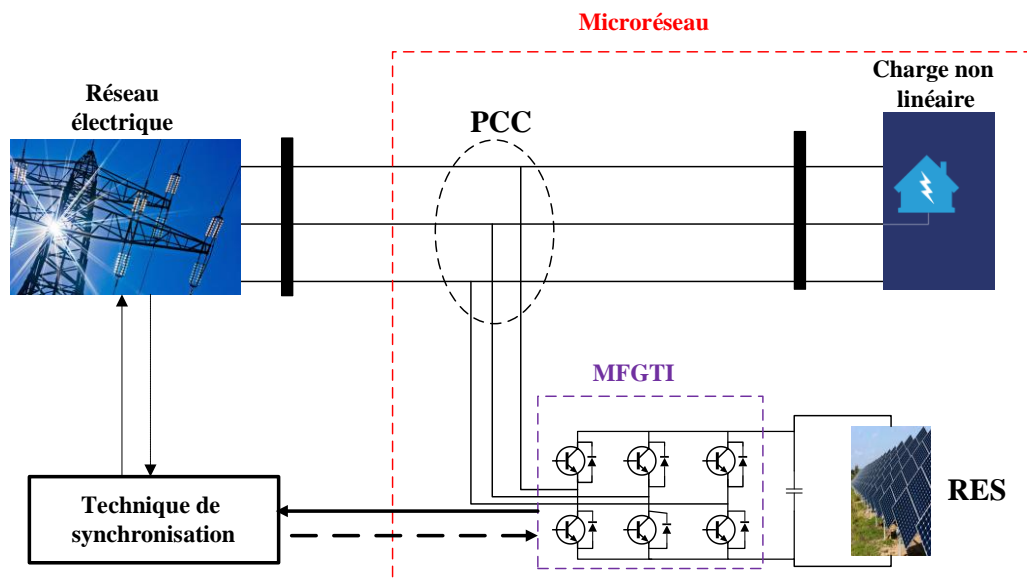 Microréseau
Charge non
linéaire
Réseau
électrique
PCC
MFGTI
RES
Technique de
synchronisation